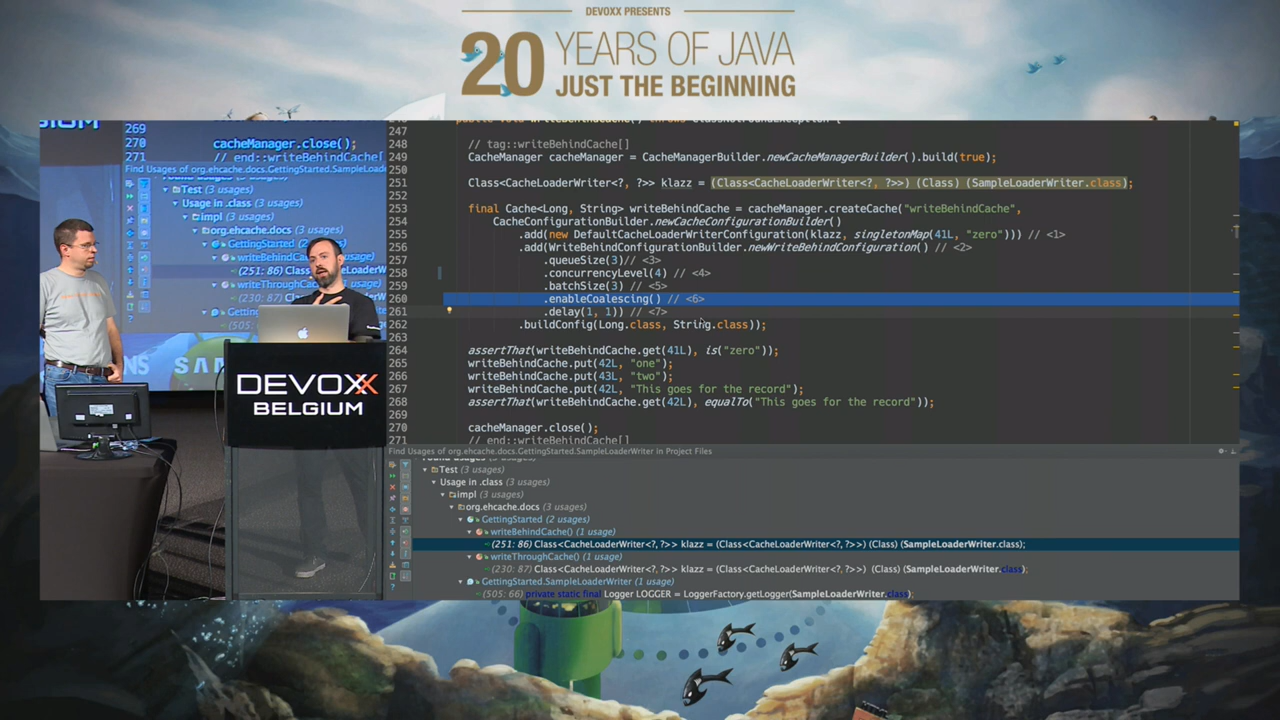 DEVOXX PRESENTS
20 YEARS OF JAVA
JUST THE BEGINNING
269
270 cacheManager.close();
271 // end::writeBehindCache[]
Find Usages of org.ehcache.docs.GettingStarted.SampleLoaderWriter
Test (3 usages)
Usage in .class (3 usages)
impl (3 usages)
org.ehcache.docs (3 usages)
GettingStarted
writeBehindCache
(251: 86) Class
writeThroughCache
(230: 87) Class
DEVOXX
BELGIUM
247
248 // tag::writeBehindCache[]
249 CacheManager cacheManager = CacheManagerBuilder.newCacheManagerBuilder().build(true);
250
251 Class<CacheLoaderWriter<?, ?>> klazz = (Class<CacheLoaderWriter<?, ?>>) (Class) (SampleLoaderWriter.class);
252
253 final Cache<Long, String> writeBehindCache = cacheManager.createCache("writeBehindCache",
254 CacheConfigurationBuilder.newCacheConfigurationBuilder()
255 .add(new DefaultCacheLoaderWriterConfiguration(klazz, singletonMap(41L, "zero"))) // <1>
256 .add(WriteBehindConfigurationBuilder.newWriteBehindConfiguration() // <2>
257 .queueSize(3)// <3>
258 .concurrencyLevel(4) // <4>
259 .batchSize(3) // <5>
260 .enableCoalescing() // <6>
261 .delay(1, 1)) // <7>
262 .buildConfig(Long.class, String.class));
263
264 assertThat(writeBehindCache.get(41L), is("zero"));
265 writeBehindCache.put(42L, "one");
266 writeBehindCache.put(43L, "two");
267 writeBehindCache.put(42L, "This goes for the record");
268 assertThat(writeBehindCache.get(42L), equalTo("This goes for the record"));
269
270 cacheManager.close();
271 // end::writeBehindCache[]
Find Usages of org.ehcache.docs.GettingStarted.SampleLoaderWriter in Project Files
Test (3 usages)
Usage in .class (3 usages)
impl (3 usages)
org.ehcache.docs (3 usages)
GettingStarted (2 usages)
writeBehindCache() (1 usage)
(251: 86) Class<CacheLoaderWriter<?, ?>> klazz = (Class<CacheLoaderWriter<?, ?>>) (Class) (SampleLoaderWriter.class);
writeThroughCache() (1 usage)
(230: 87) Class<CacheLoaderWriter<?, ?>> klazz = (Class<CacheLoaderWriter<?, ?>>) (Class) (SampleLoaderWriter.class);
GettingStarted.SampleLoaderWriter (1 usage)
(505: 66) private static final Logger LOGGER = LoggerFactory.getLogger(SampleLoaderWriter.class);